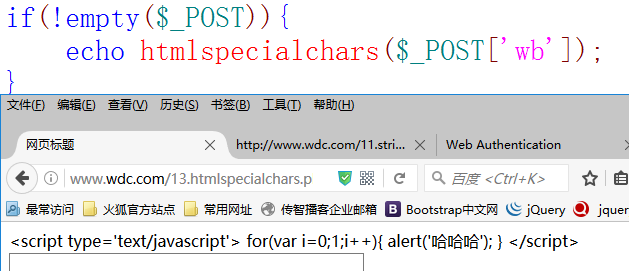 if(!empty($_POST)){
echo htmlspecialchars($_POST['wb']);
}
文件(F) 编辑(E) 查看(V) 历史(S) 书签(B) 工具(T) 帮助(H)
网页标题 http://www.wdc.com/11.stri... Web Authentication
www.wdc.com/13.htmlspecialchars.p 百度 <Ctrl+K>
最常访问 火狐官方站点 常用网址 传智播客企业邮箱 Bootstrap中文网 jQuery jquer
<script type='text/javascript'> for(var i=0;1;i++){ alert('哈哈哈'); } </script>